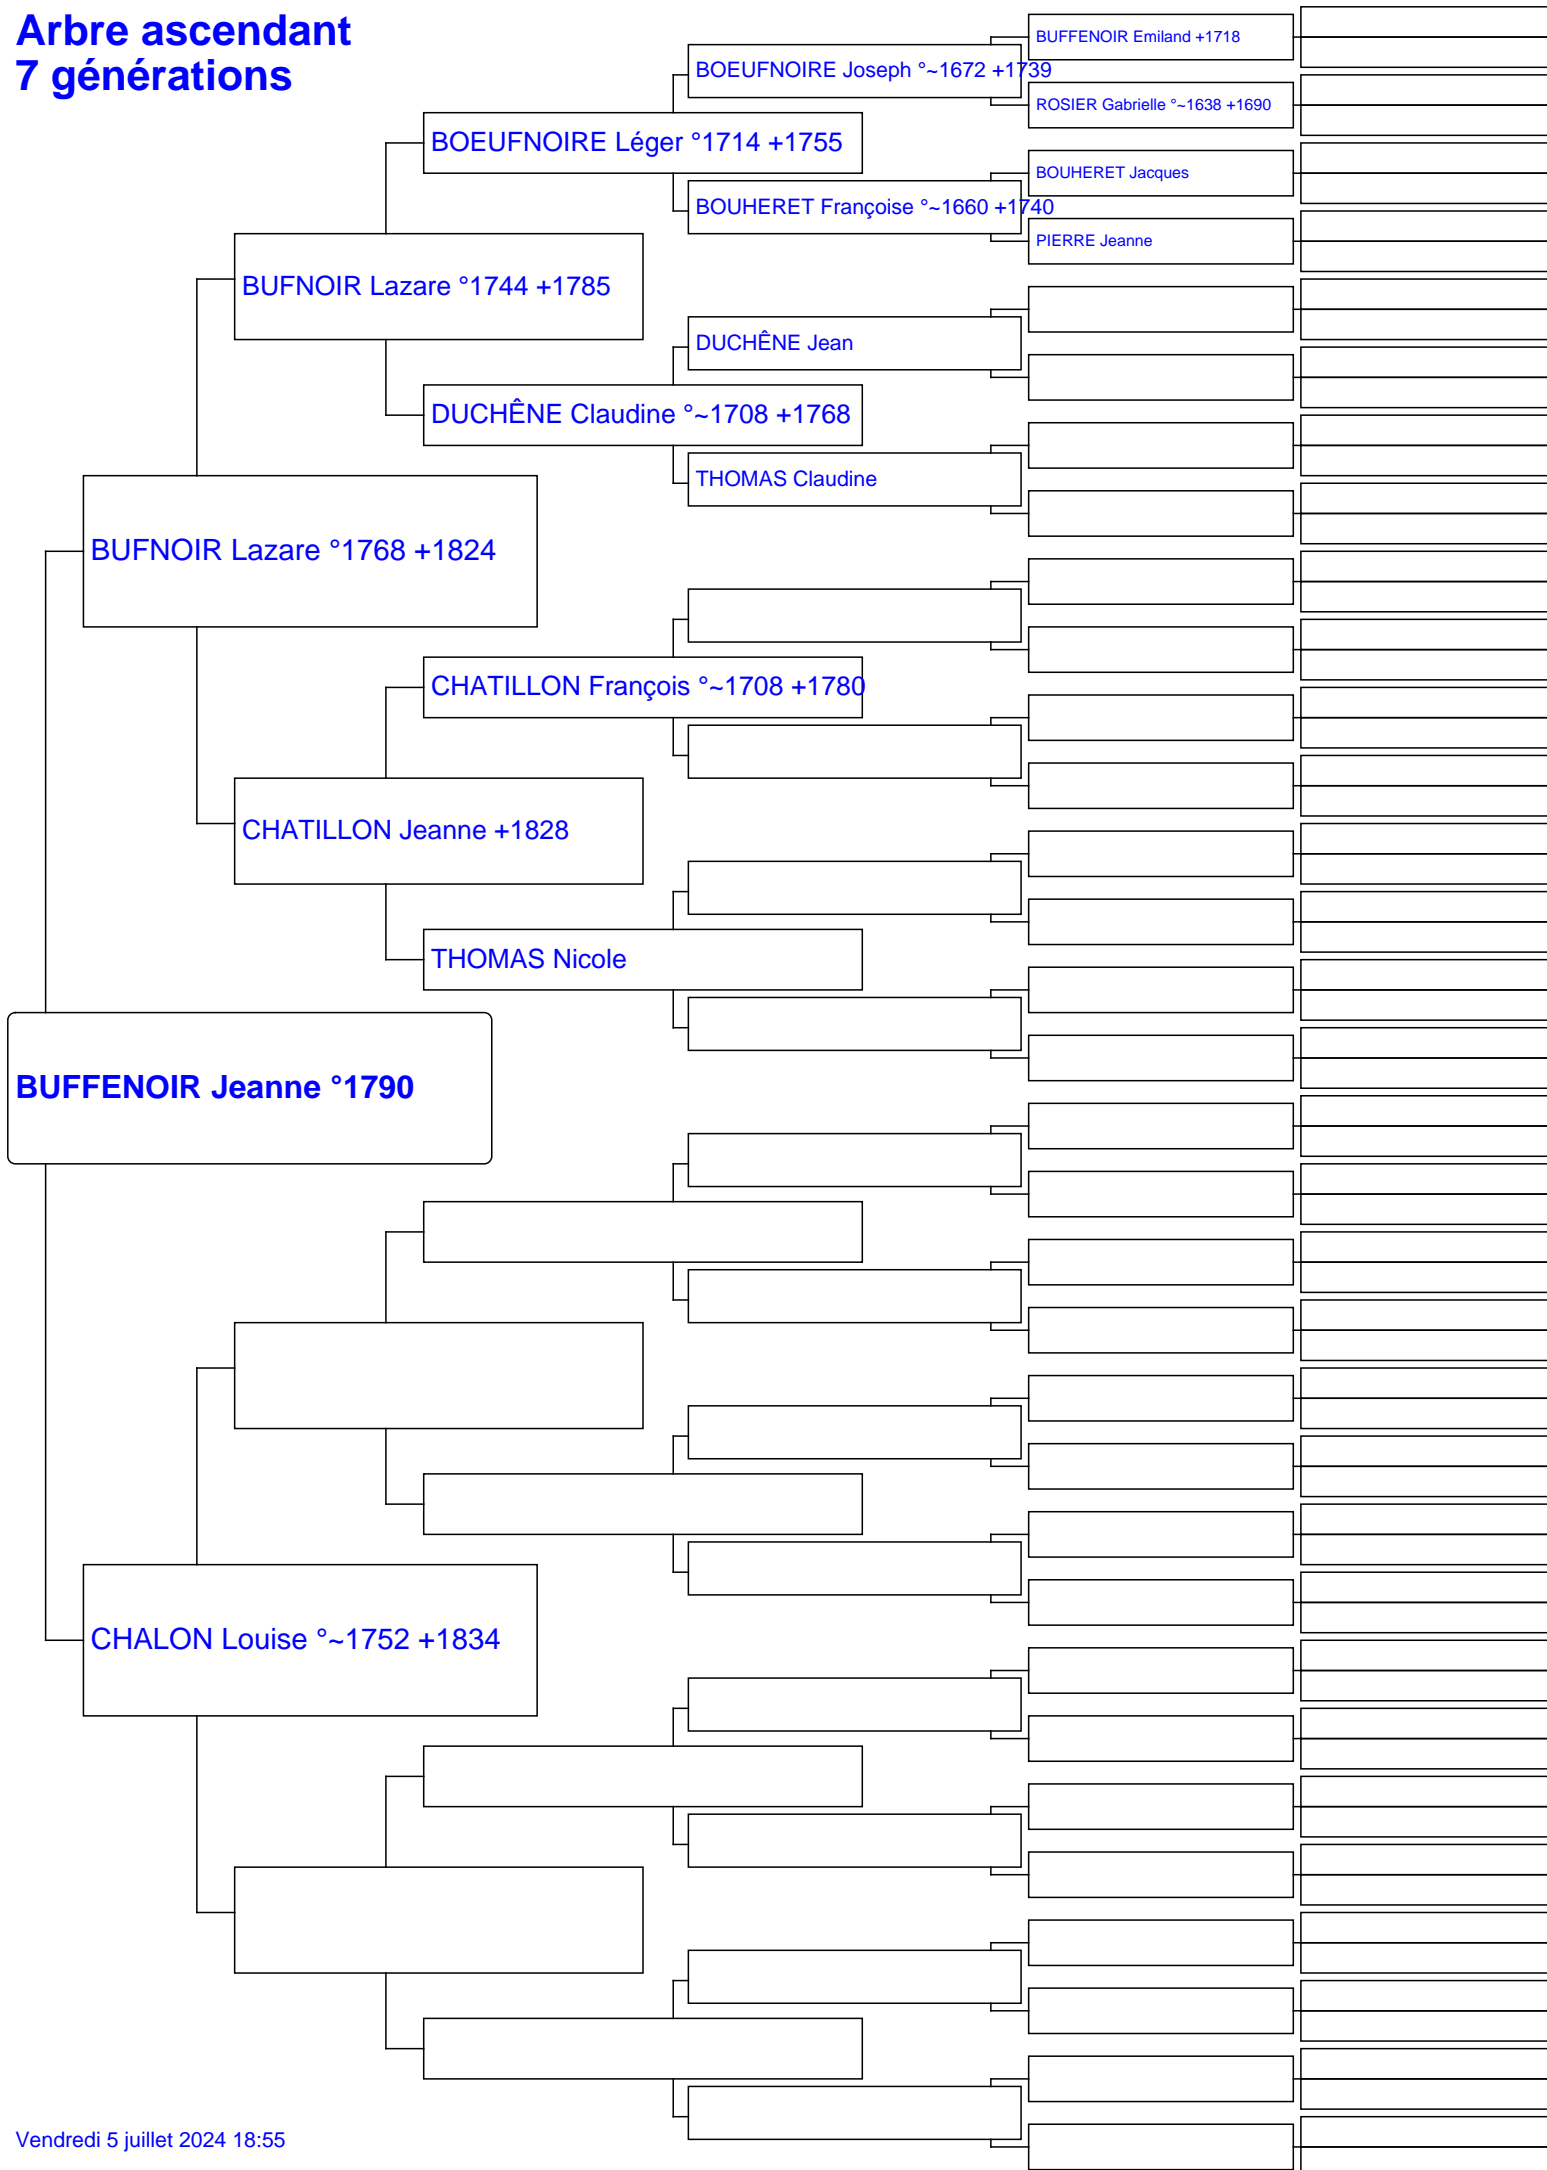 Arbre ascendant
7 générations
BUFFENOIR Emiland +1718
BOEUFNOIRE Joseph °~1672 +1739
ROSIER Gabrielle °~1638 +1690
BOEUFNOIRE Léger °1714 +1755
BOUHERET Jacques
BOUHERET Françoise °~1660 +1740
PIERRE Jeanne
BUFNOIR Lazare °1744 +1785
DUCHÊNE Jean
DUCHÊNE Claudine °~1708 +1768
THOMAS Claudine
BUFNOIR Lazare °1768 +1824
CHATILLON François °~1708 +1780
CHATILLON Jeanne +1828
THOMAS Nicole
BUFFENOIR Jeanne °1790
CHALON Louise °~1752 +1834
Vendredi 5 juillet 2024 18:55